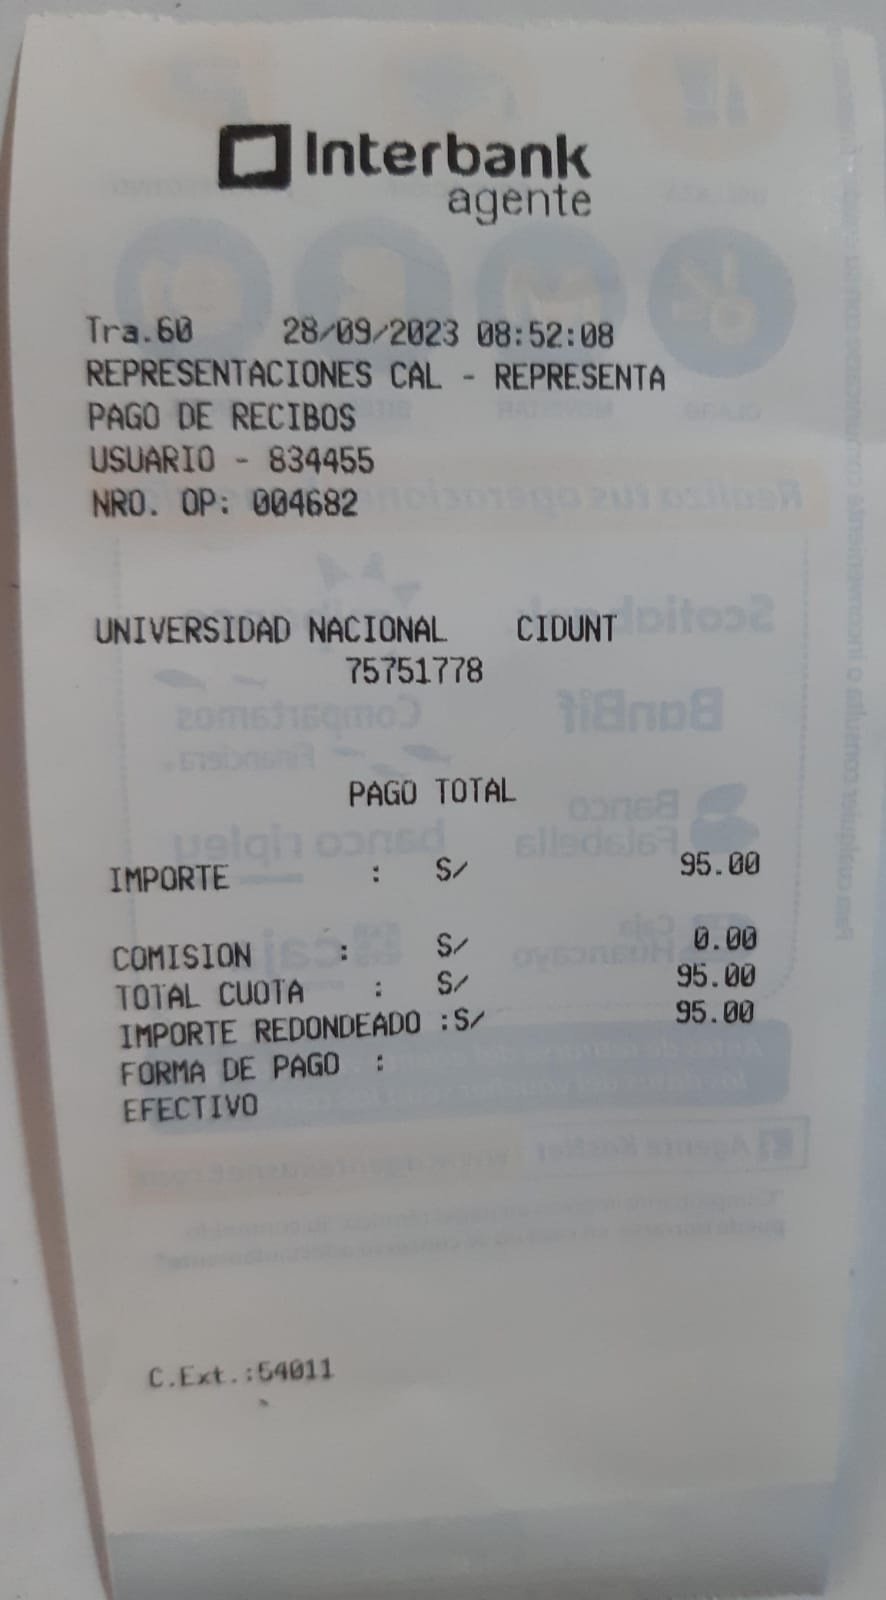 Interbank
agente
Tra.60 28/09/2023 08:52:08
REPRESENTACIONES CAL - REPRESENTA
PAGO DE RECIBOS
USUARIO - 834455
NRO. OP: 004682
UNIVERSIDAD NACIONAL CIDUNT
75751778
PAGO TOTAL
IMPORTE : S/ 95.00
COMISION : S/ 0.00
TOTAL CUOTA : S/ 95.00
IMPORTE REDONDEADO :S/ 95.00
FORMA DE PAGO :
EFECTIVO
C.Ext.:54011